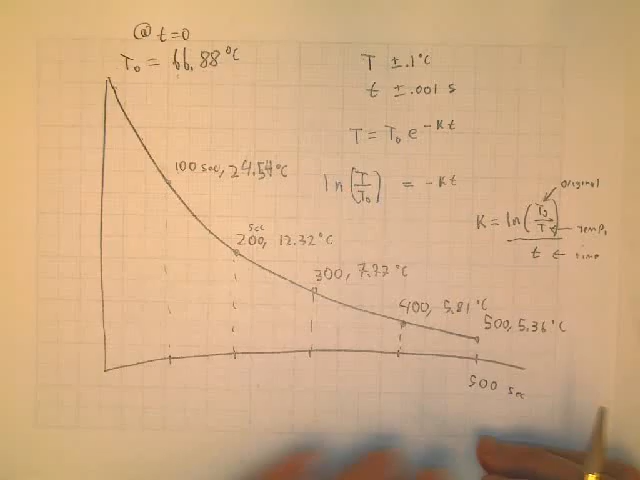 @ t=0
T₀ = 66.88 °C
T ± .1°C
t ± .001 s
T = T₀ e^-Kt
ln(T/T₀) = -Kt
original
K = ln(T₀/T) ← Temp.
t ← time
100 sec, 24.54°C
sec
200, 12.32°C
300, 7.77°C
400, 5.81°C
500, 5.36°C
500 sec